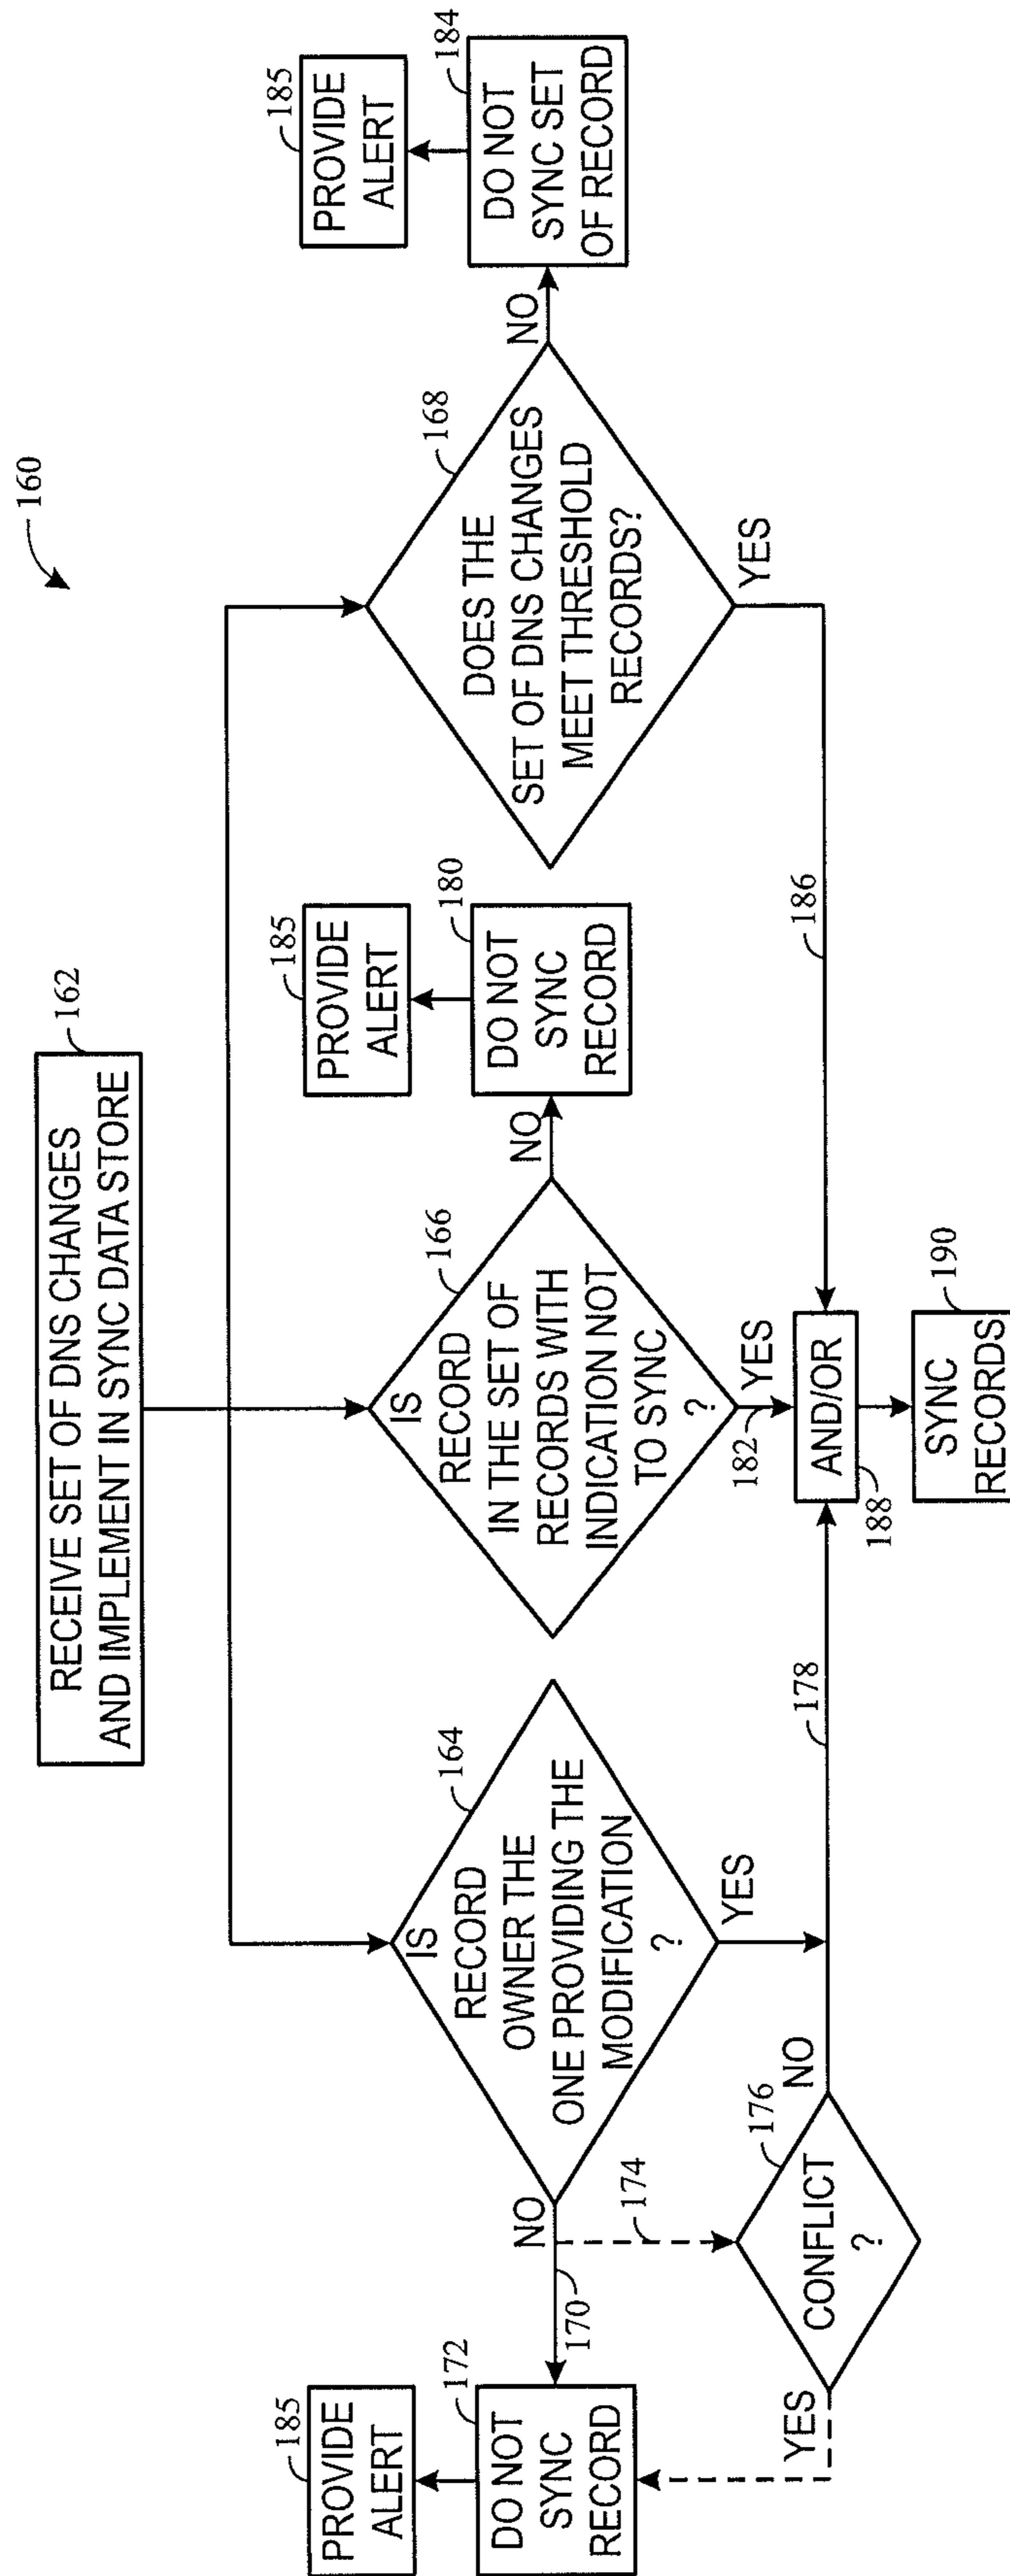 160
RECEIVE SET OF DNS CHANGES
AND IMPLEMENT IN SYNC DATA STORE
162
185
PROVIDE
ALERT
172
DO NOT
SYNC
RECORD
170
NO
174
YES
CONFLICT
?
176
NO
IS
RECORD
OWNER THE
ONE PROVIDING THE
MODIFICATION
?
164
YES
178
IS
RECORD
IN THE SET OF
RECORDS WITH
INDICATION NOT
TO SYNC
?
166
NO
185
PROVIDE
ALERT
180
DO NOT
SYNC
RECORD
182
YES
DOES THE
SET OF DNS CHANGES
MEET THRESHOLD
RECORDS?
168
NO
185
PROVIDE
ALERT
184
DO NOT
SYNC SET
OF RECORD
YES
186
AND/OR
188
SYNC
RECORDS
190